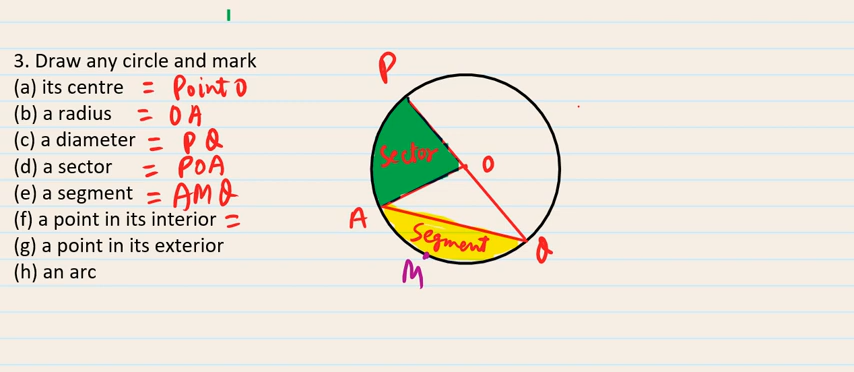 3. Draw any circle and mark
(a) its centre = Point O
(b) a radius = OA
(c) a diameter = PQ
(d) a sector = POA
(e) a segment = AMQ
(f) a point in its interior =
(g) a point in its exterior
(h) an arc
P
Sector
O
A
Segment
Q
M